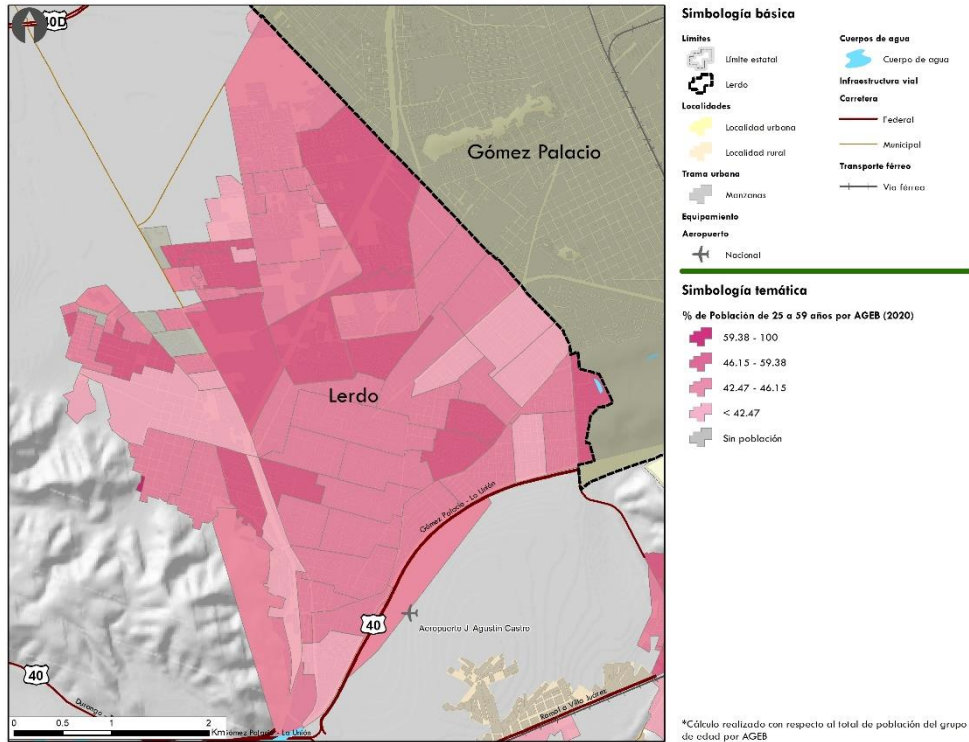 40D
Gómez Palacio
Lerdo
Gómez Palacio - La Unión
40
Aeropuerto J. Agustín Castro
40
Ramal a Villa Juárez
0 0.5 1 2
Km
Gómez Palacio - La Unión
Simbología básica
Límites
Límite estatal
Lerdo
Localidades
Localidad urbana
Localidad rural
Trama urbana
Manzanas
Equipamiento
Aeropuerto
Nacional
Cuerpos de agua
Cuerpo de agua
Infraestructura vial
Carretera
Federal
Municipal
Transporte férreo
Vía férrea
Simbología temática
% de Población de 25 a 59 años por AGEB (2020)
59.38 - 100
46.15 - 59.38
42.47 - 46.15
< 42.47
Sin población
*Cálculo realizado con respecto al total de población del grupo
de edad por AGEB